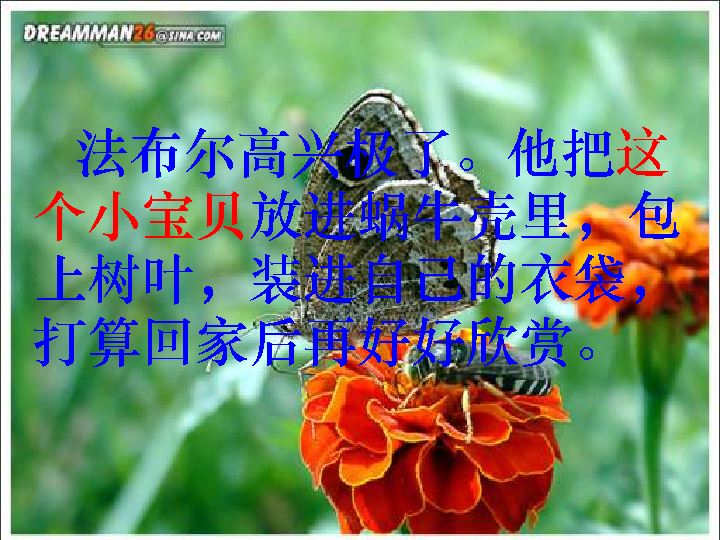 DREAMMAN26@SINA.COM
法布尔高兴极了。他把这
个小宝贝放进蜗牛壳里，包
上树叶，装进自己的衣袋，
打算回家后再好好欣赏。